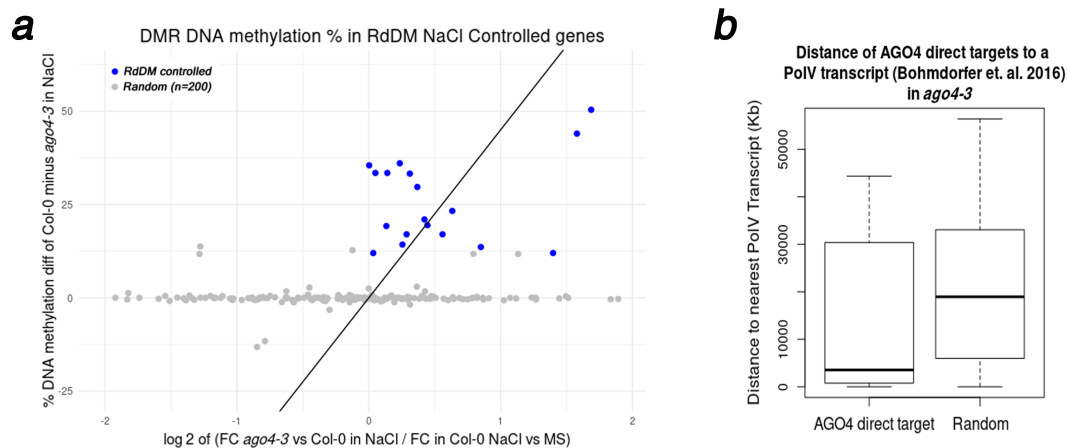 a
DMR DNA methylation % in RdDM NaCl Controlled genes
RdDM controlled
Random (n=200)
% DNA methylation diff of Col-0 minus ago4-3 in NaCl
50
25
0
-25
-2
-1
0
1
2
log 2 of (FC ago4-3 vs Col-0 in NaCl / FC in Col-0 NaCl vs MS)
b
Distance of AGO4 direct targets to a
PolV transcript (Bohmdorfer et. al. 2016)
in ago4-3
Distance to nearest PolV Transcript (Kb)
50000
30000
10000
0
AGO4 direct target
Random